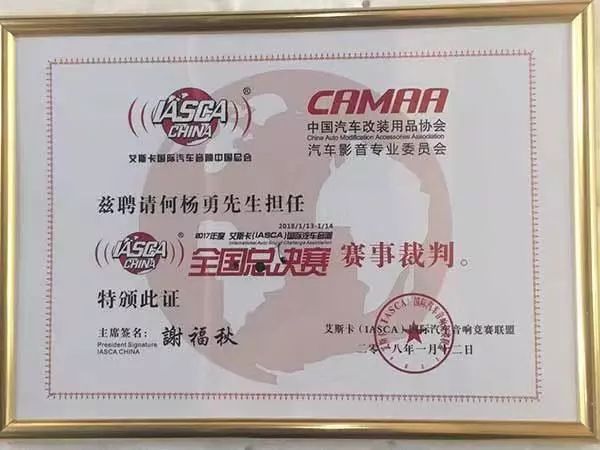 IASCA
CHINA
®
艾斯卡国际汽车音响中国总会
CAMAA
中国汽车改装用品协会
China Auto Modification Accessories Association
汽车影音专业委员会
兹聘请何杨勇先生担任
2018/1/13-1/14
IASCA
CHINA
®
2017年度 艾斯卡(IASCA)国际汽车音响
International Auto Sound Challenge Association
全国总决赛 赛事裁判。
特颁此证
主席签名：謝福秋
President Signature
IASCA.CHINA
艾斯卡（IASCA）国际汽车音响竞赛联盟
二零一八年一月十二日